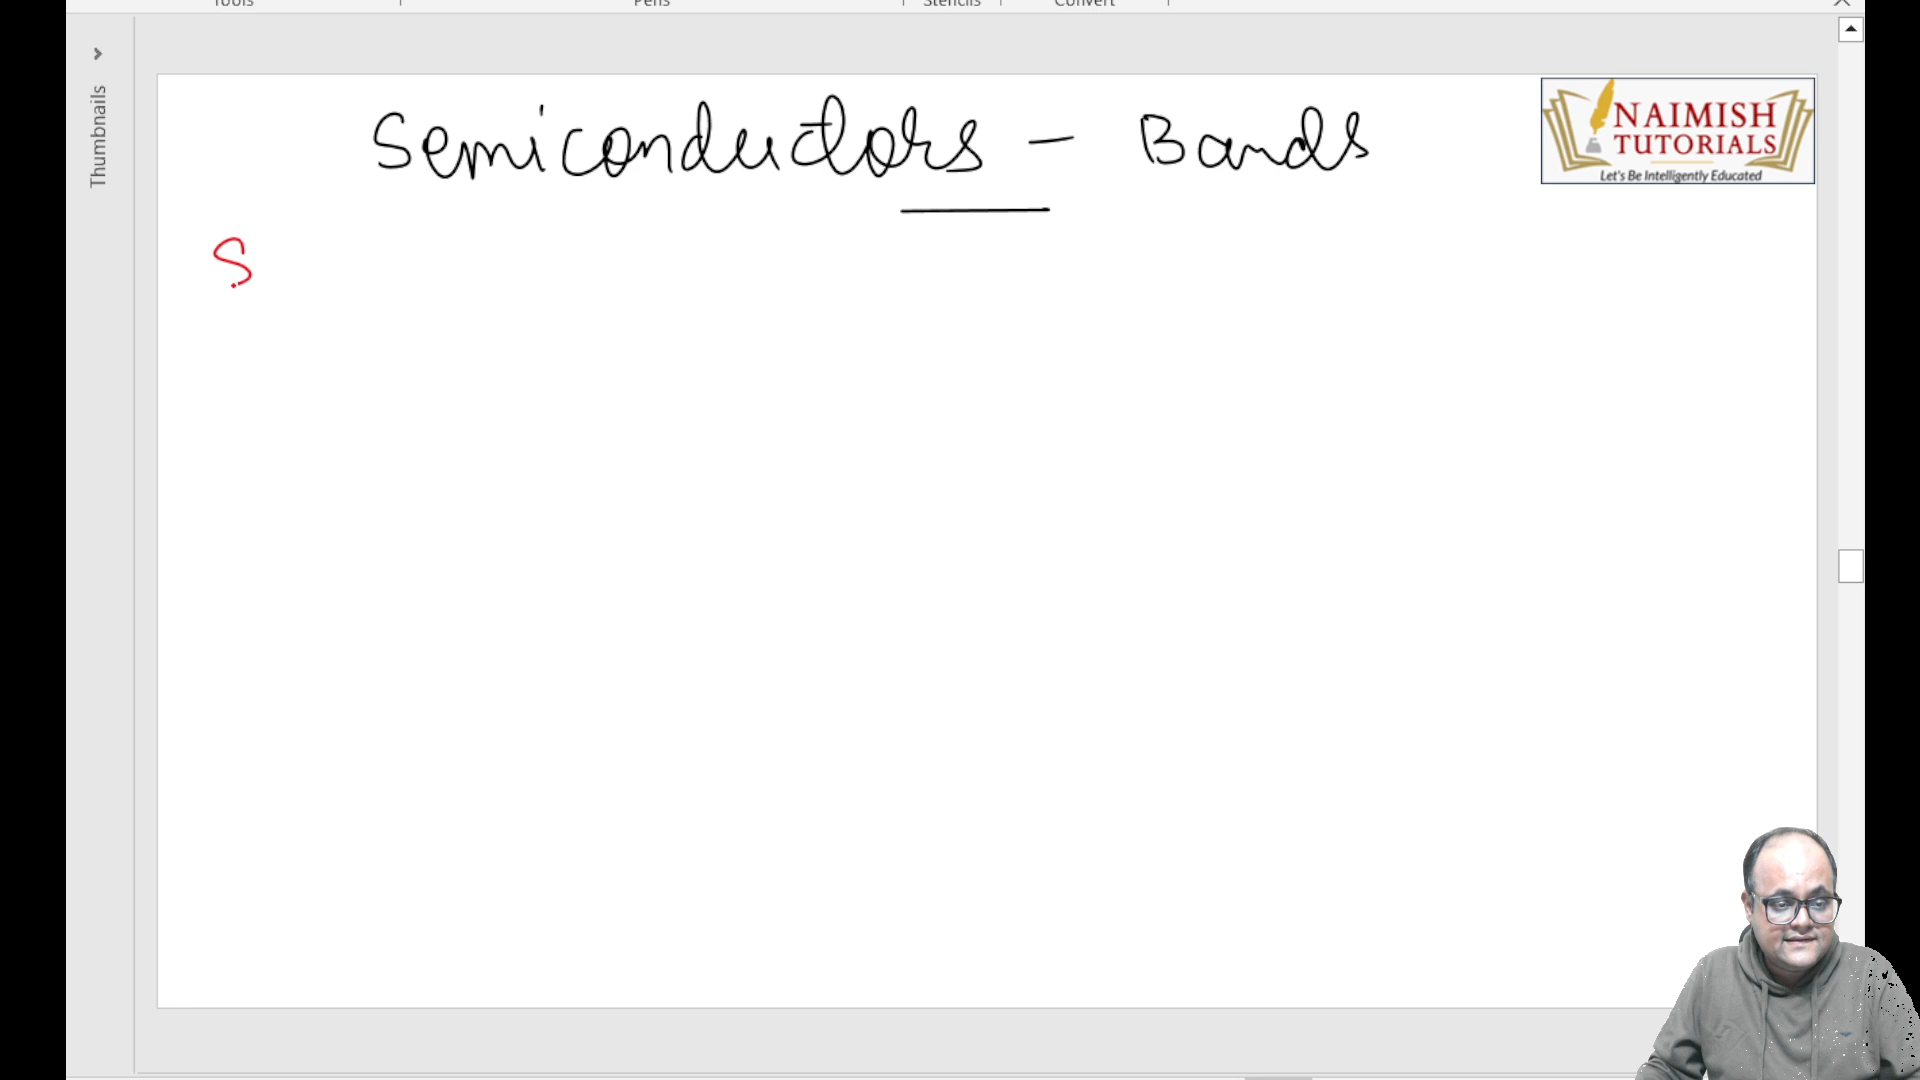 Tools Pens Stencils Convert
Thumbnails
Semiconductors - Bands
NAIMISH
TUTORIALS
Let's Be Intelligently Educated
S